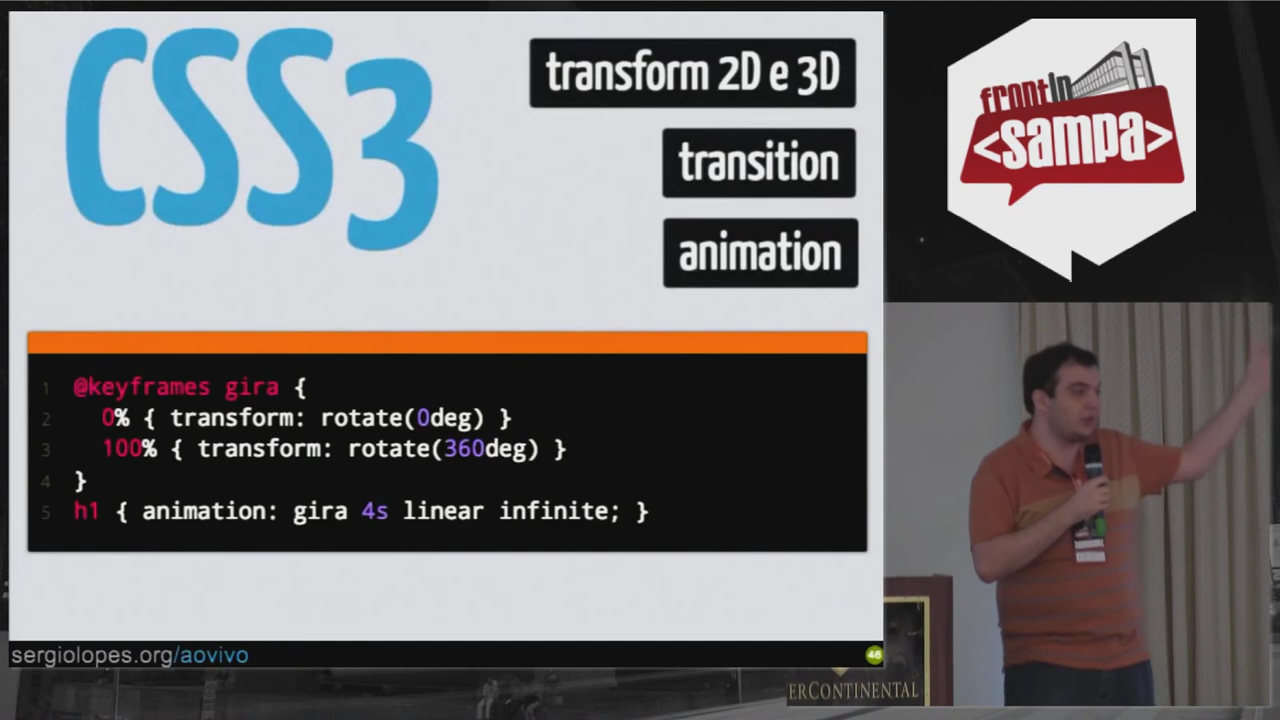 CSS3
transform 2D e 3D
transition
animation
1 @keyframes gira {
2 0% { transform: rotate(0deg) }
3 100% { transform: rotate(360deg) }
4 }
5 h1 { animation: gira 4s linear infinite; }
sergiolopes.org/aovivo
46
frontin
<sampa>
ERCONTINENTAL